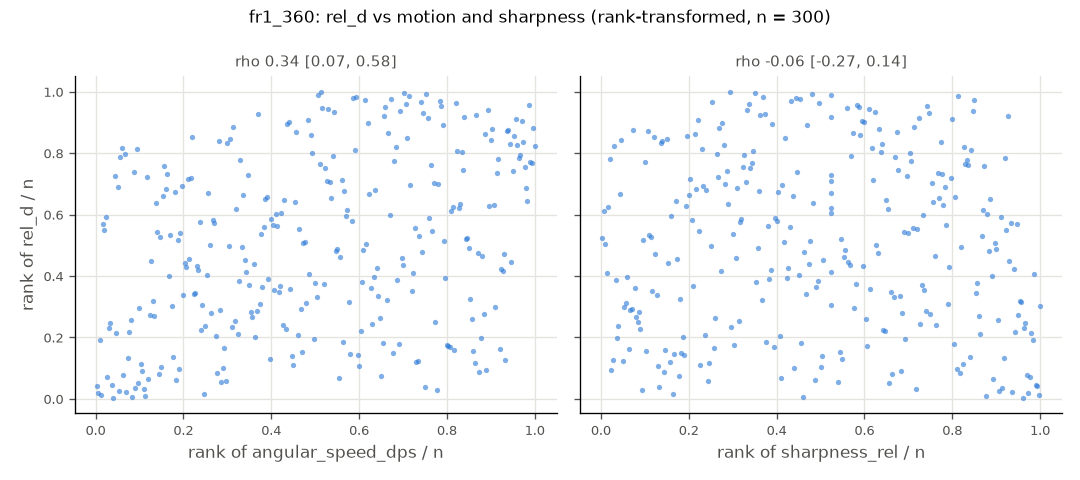 fr1_360: rel_d vs motion and sharpness (rank-transformed, n = 300)
rho 0.34 [0.07, 0.58]
rho -0.06 [-0.27, 0.14]
rank of rel_d / n
1.0
0.8
0.6
0.4
0.2
0.0
0.0 0.2 0.4 0.6 0.8 1.0
0.0 0.2 0.4 0.6 0.8 1.0
rank of angular_speed_dps / n
rank of sharpness_rel / n